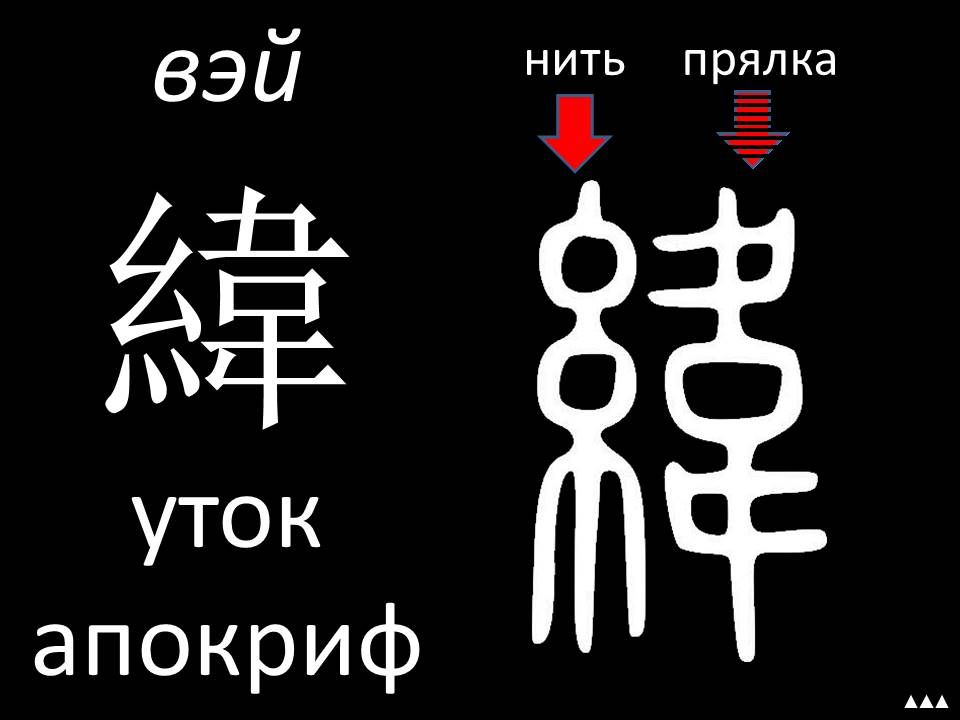 вэй
緯
уток
апокриф
нить прялка
緯